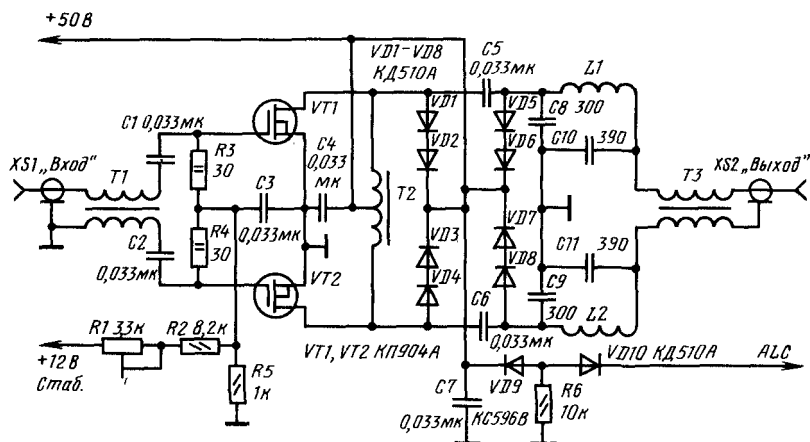 +50В
VD1-VD8
КД510А
C5
0,033мк
L1
VT1
VD1
VD5
C8
300
C1 0,033мк
C4
0,033
мк
VD2
VD6
C10
390
XS1 „Вход"
T1
R3
30
C3
0,033мк
T2
T3
XS2 „Выход"
C2
0,033мк
R4
30
VD3
VD7
C11
390
VT2
VD4
VD8
C9
300
C6
0,033мк
L2
R1 33к
R2 8,2к
+12В
Стаб.
R5
1к
VT1, VT2 КП904А
VD10 КД510А
ALC
C7
0,033мк
VD9
КС596В
R6
10к